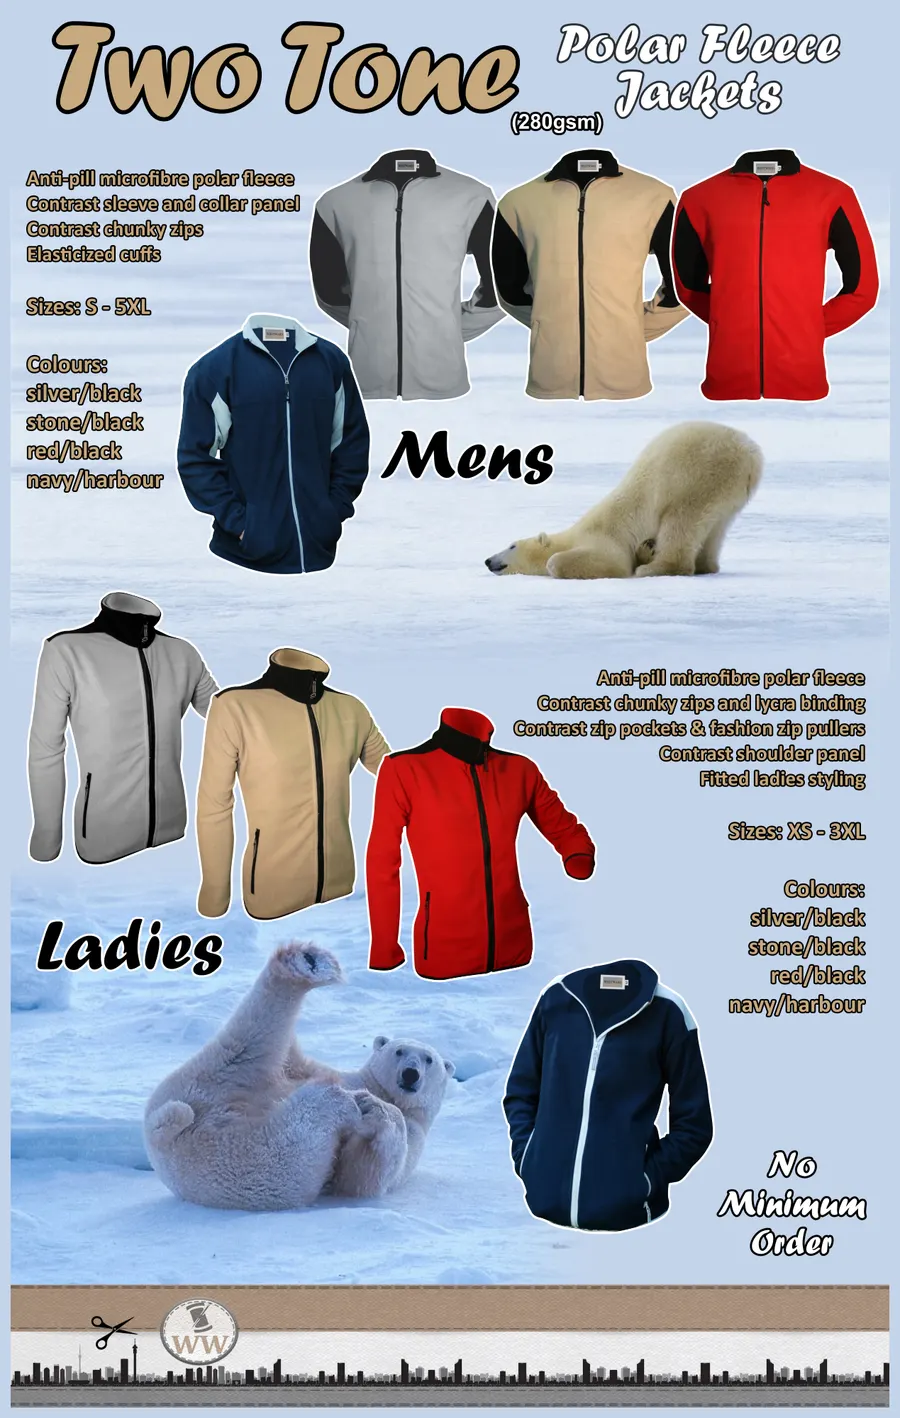 Two Tone
Polar Fleece
Jackets
(280gsm)
Anti-pill microfibre polar fleece
Contrast sleeve and collar panel
Contrast chunky zips
Elasticized cuffs
Sizes: S - 5XL
Colours:
silver/black
stone/black
red/black
navy/harbour
Mens
Anti-pill microfibre polar fleece
Contrast chunky zips and lycra binding
Contrast zip pockets & fashion zip pullers
Contrast shoulder panel
Fitted ladies styling
Sizes: XS - 3XL
Colours:
silver/black
stone/black
red/black
navy/harbour
Ladies
No
Minimum
Order
WW